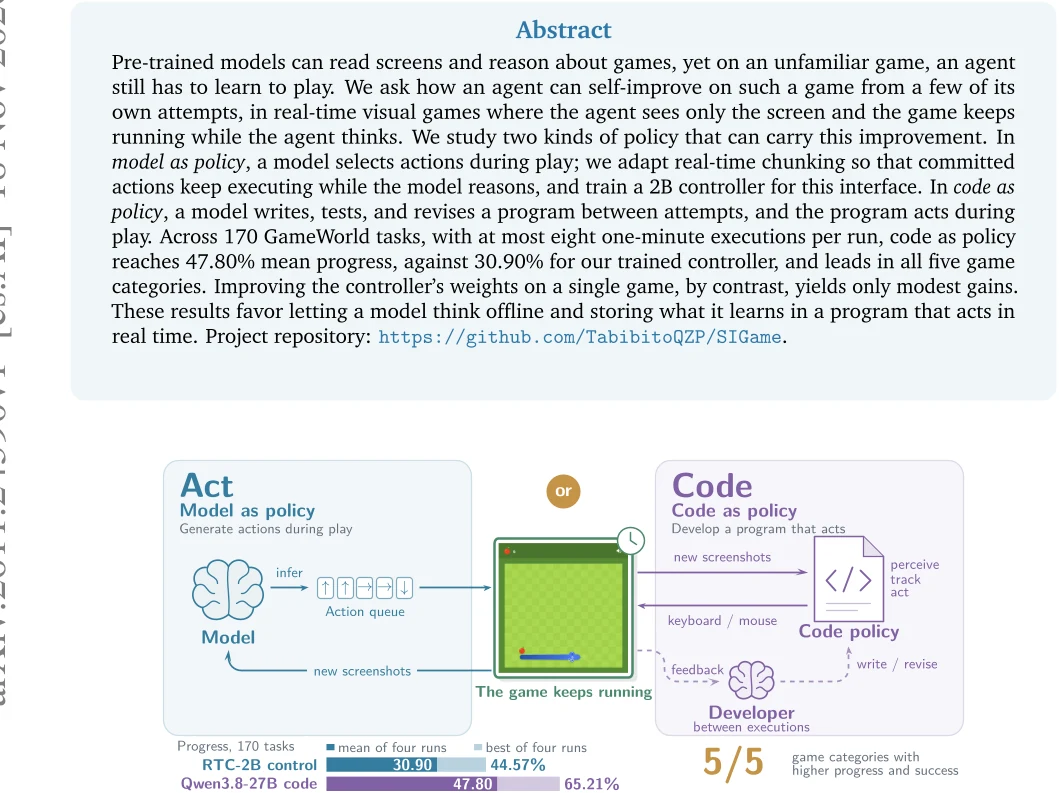 Abstract
Pre-trained models can read screens and reason about games, yet on an unfamiliar game, an agent
still has to learn to play. We ask how an agent can self-improve on such a game from a few of its
own attempts, in real-time visual games where the agent sees only the screen and the game keeps
running while the agent thinks. We study two kinds of policy that can carry this improvement. In
model as policy, a model selects actions during play; we adapt real-time chunking so that committed
actions keep executing while the model reasons, and train a 2B controller for this interface. In code as
policy, a model writes, tests, and revises a program between attempts, and the program acts during
play. Across 170 GameWorld tasks, with at most eight one-minute executions per run, code as policy
reaches 47.80% mean progress, against 30.90% for our trained controller, and leads in all five game
categories. Improving the controller's weights on a single game, by contrast, yields only modest gains.
These results favor letting a model think offline and storing what it learns in a program that acts in
real time. Project repository: https://github.com/TabibitoQZP/SIGame.
Act
Model as policy
Generate actions during play
infer
Action queue
Model
new screenshots
or
The game keeps running
Code
Code as policy
Develop a program that acts
new screenshots
</>
perceive
track
act
keyboard / mouse
Code policy
feedback
write / revise
Developer
between executions
Progress, 170 tasks
mean of four runs
best of four runs
RTC-2B control
30.90
44.57%
Qwen3.8-27B code
47.80
65.21%
5/5
game categories with
higher progress and success